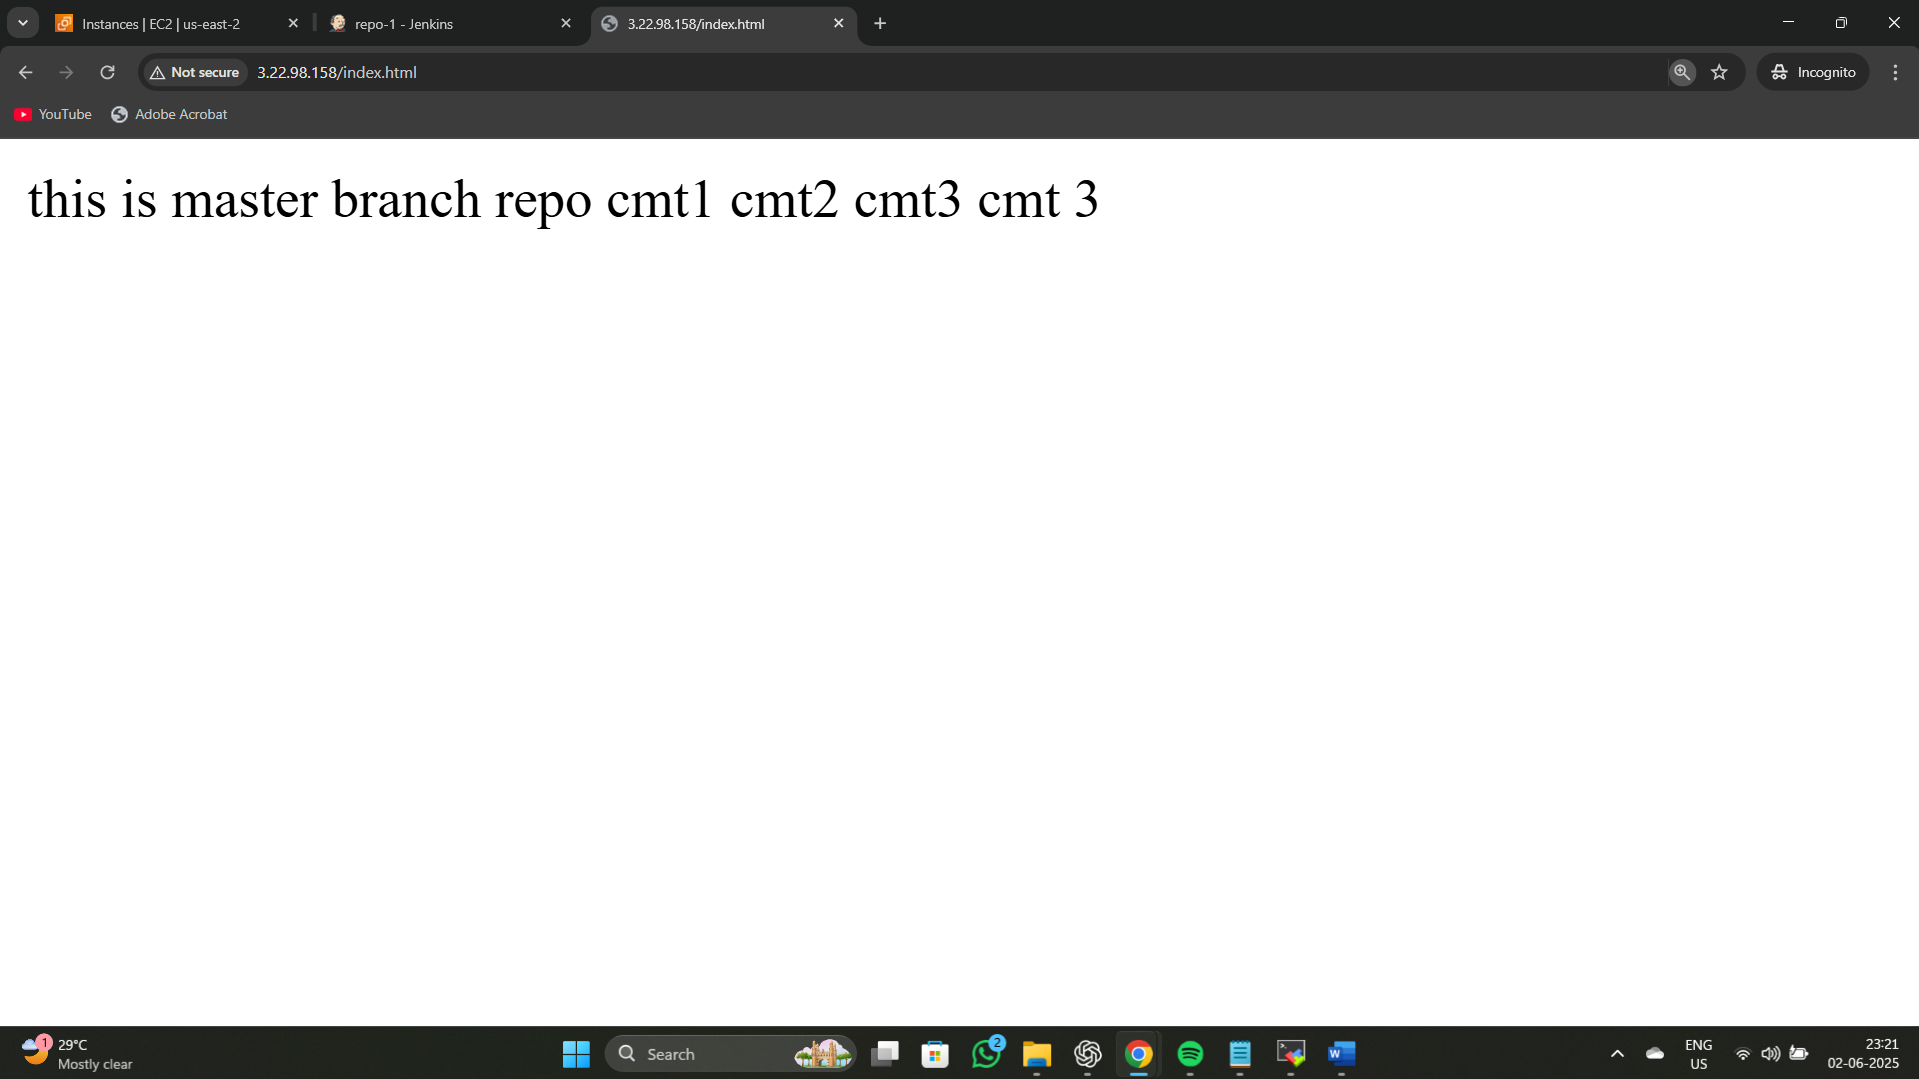 Instances | EC2 | us-east-2
repo-1 - Jenkins
3.22.98.158/index.html
Not secure
3.22.98.158/index.html
Incognito
YouTube
Adobe Acrobat
this is master branch repo cmt1 cmt2 cmt3 cmt 3
1
29°C
Mostly clear
Search
2
W
ENG
US
23:21
02-06-2025